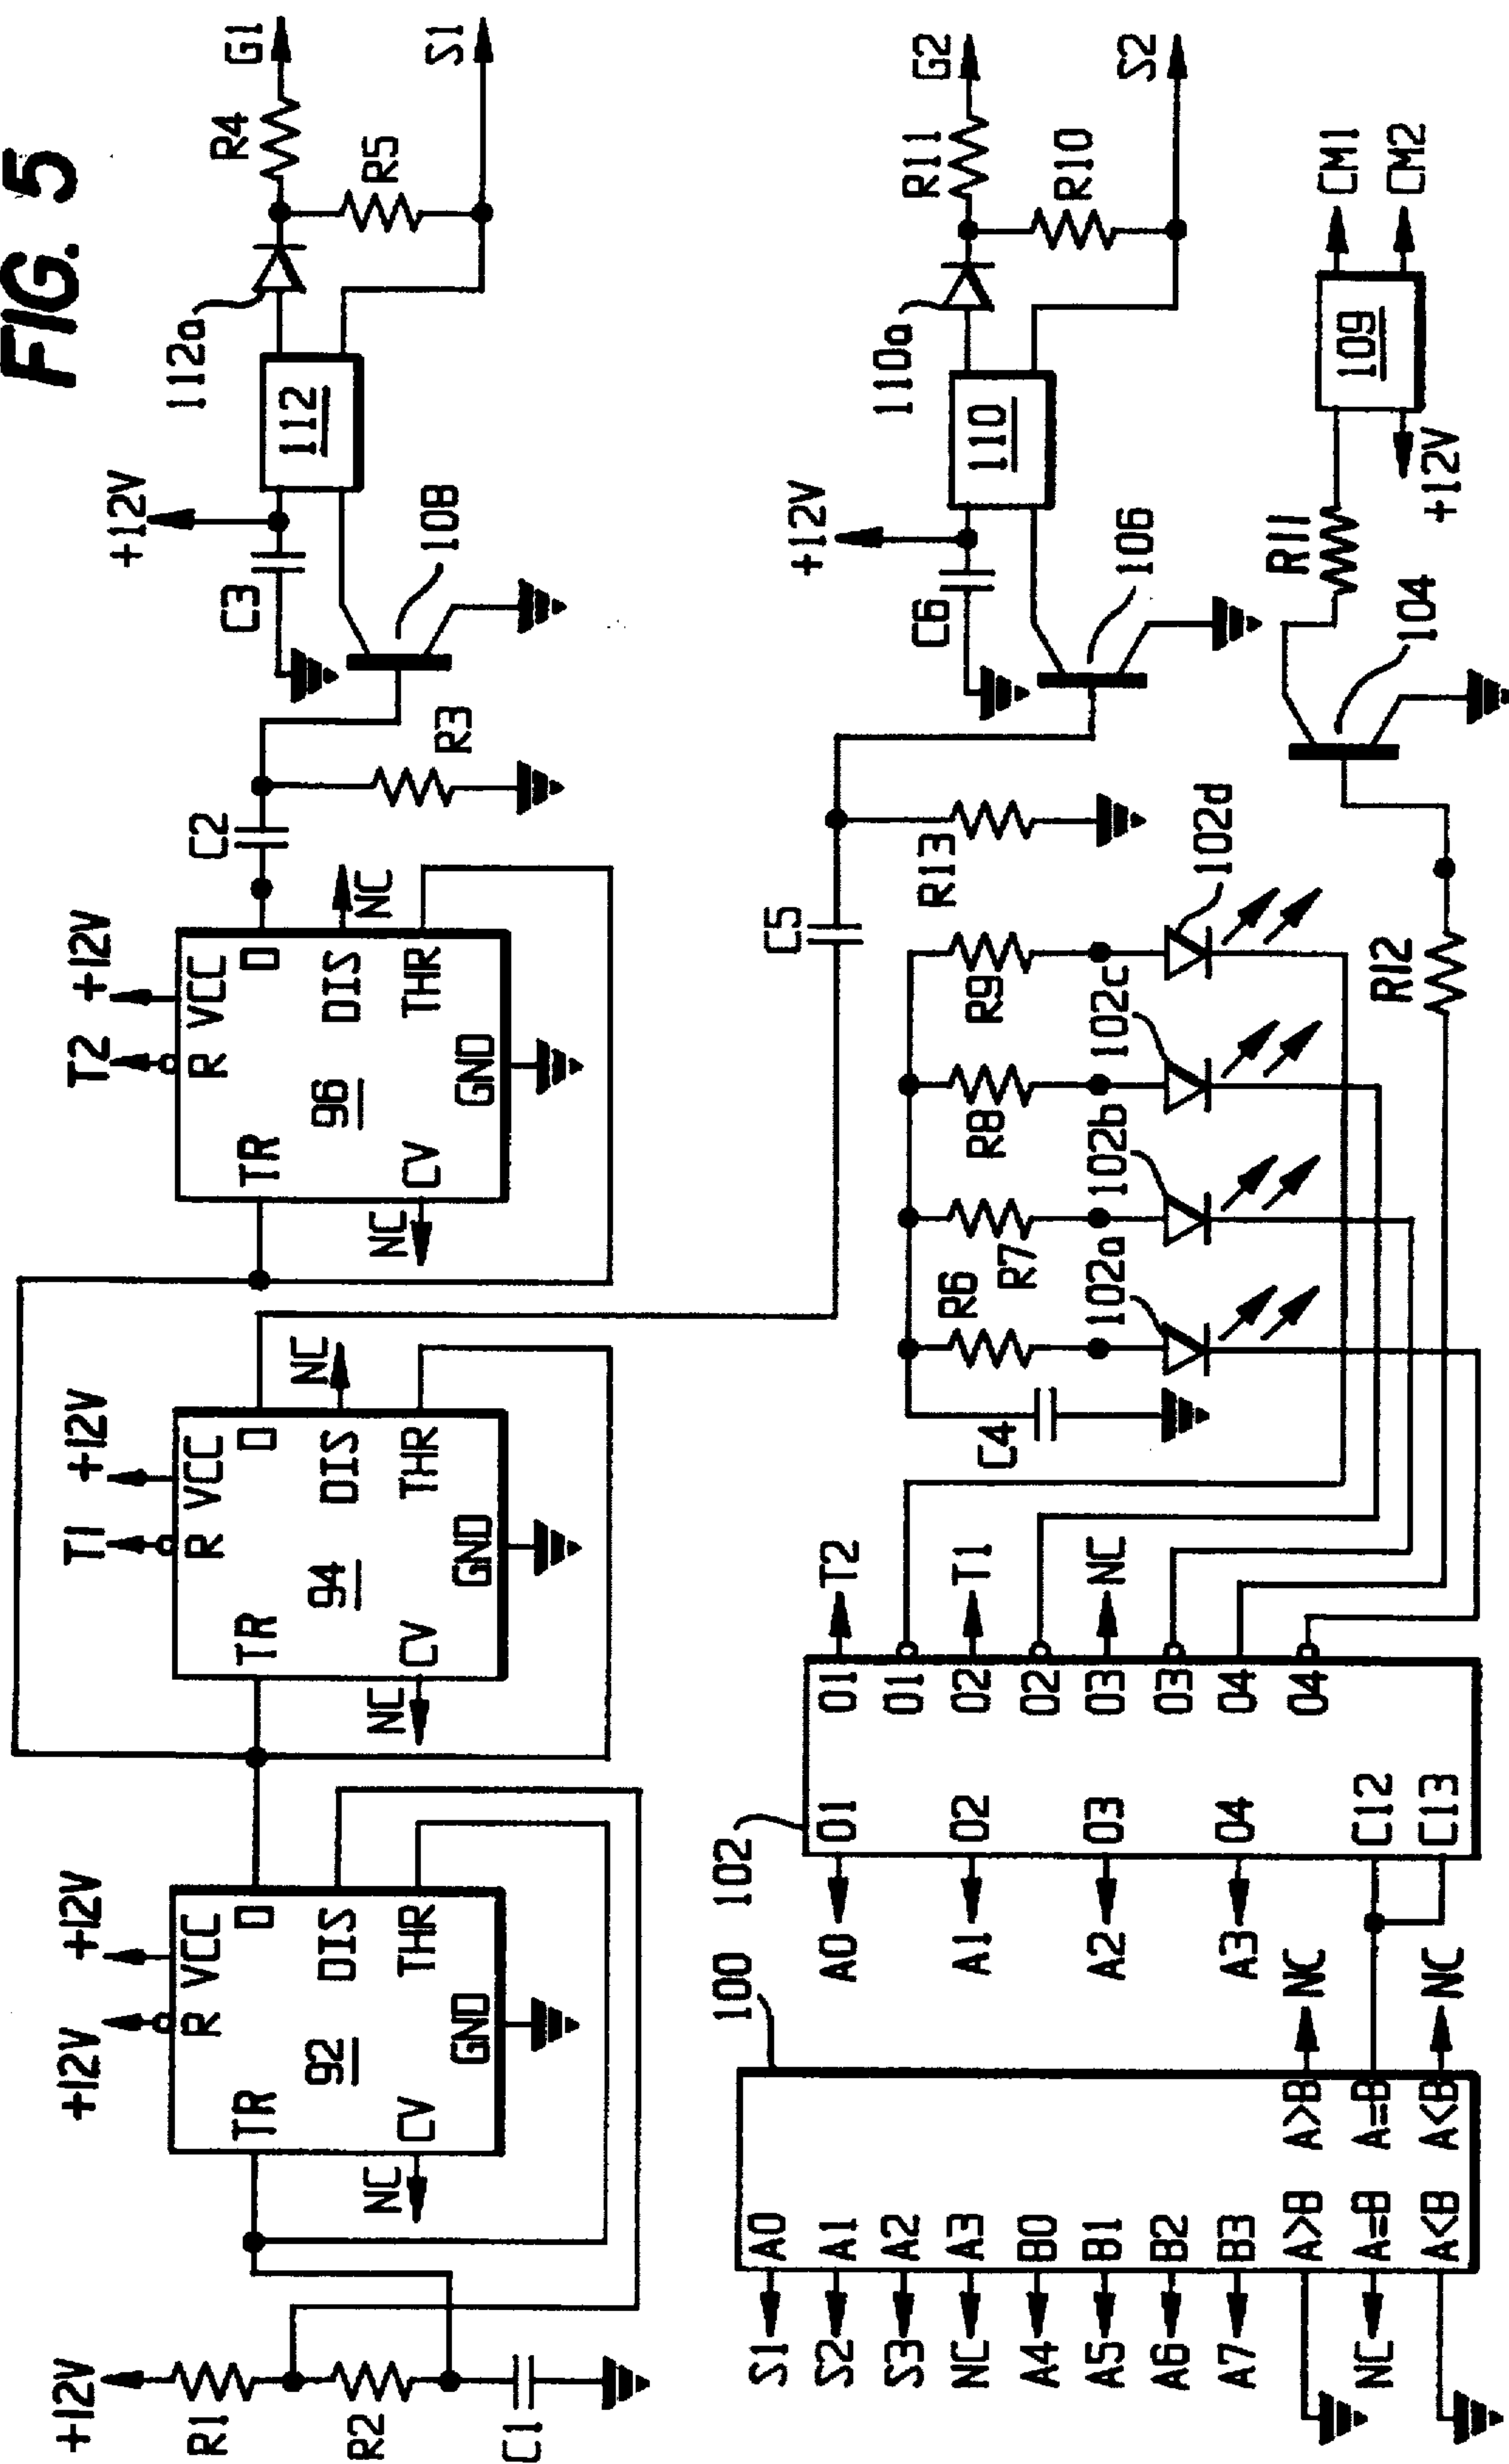 FIG. 5
+12V
R1
R2
C1
+12V
+12V
R
VCC
TR
O
92
DIS
CV
THR
GND
NC
T1
+12V
R
VCC
TR
O
94
DIS
CV
THR
GND
NC
NC
T2
+12V
R
VCC
TR
O
96
DIS
CV
THR
GND
NC
NC
C2
R3
108
C3
+12V
112
112a
R4
R5
G1
S1
100
S1
S2
S3
NC
A4
A5
A6
A7
NC
A0
A1
A2
A3
B0
B1
B2
B3
A>B
A=B
A<B
A>B
A=B
A<B
NC
NC
102
A0
A1
A2
A3
O1
O2
O3
O4
C12
C13
O1
O1
O2
O2
O3
O3
O4
O4
T2
T1
NC
C4
R6
R7
R8
R9
102a
102b
102c
102d
C5
R13
106
C6
+12V
110
110a
R11
R10
G2
S2
R12
104
R11
109
+12V
CM1
CM2